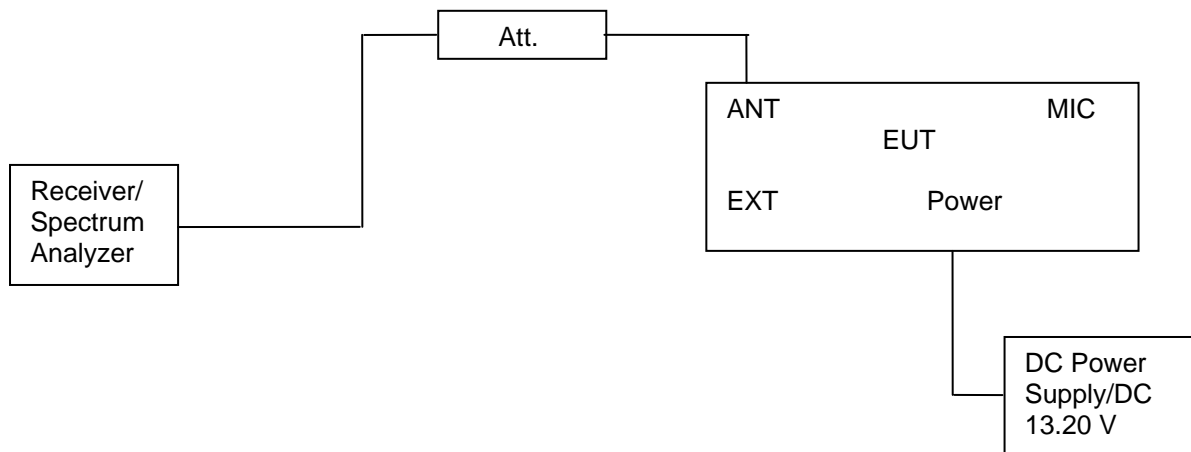 Att.
ANT MIC
EUT
EXT Power
Receiver/
Spectrum
Analyzer
DC Power
Supply/DC
13.20 V